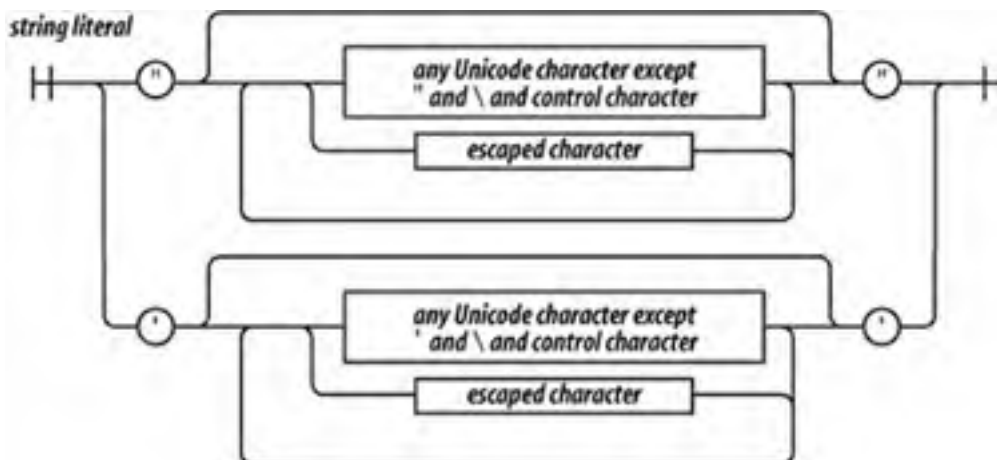 string literal
"
any Unicode character except
" and \ and control character
"
escaped character
'
any Unicode character except
' and \ and control character
'
escaped character